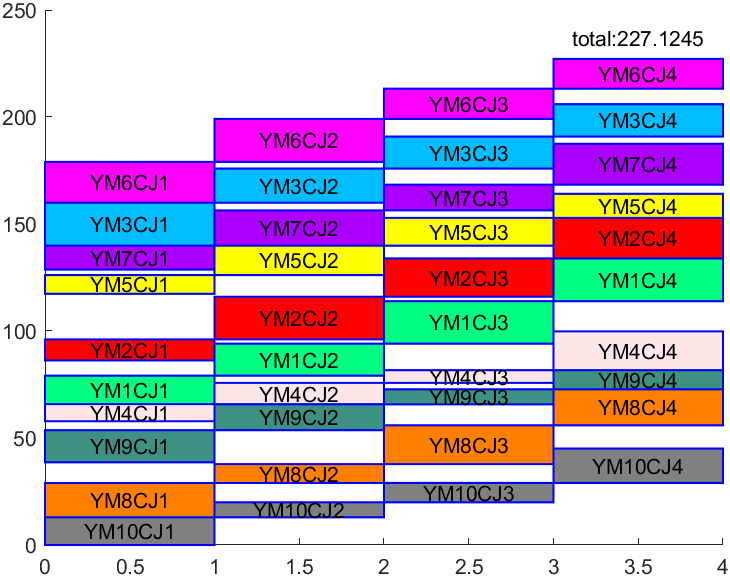 250
total:227.1245
YM6CJ4
200
YM6CJ3
YM3CJ4
YM6CJ2
YM3CJ3
YM7CJ4
YM6CJ1
YM3CJ2
YM7CJ3
YM5CJ4
150
YM3CJ1
YM7CJ2
YM5CJ3
YM2CJ4
YM7CJ1
YM5CJ2
YM5CJ1
YM2CJ3
YM1CJ4
100
YM2CJ2
YM1CJ3
YM2CJ1
YM1CJ2
YM4CJ4
YM1CJ1
YM4CJ2
YM4CJ3
YM9CJ4
YM4CJ1
YM9CJ2
YM9CJ3
YM8CJ4
50
YM9CJ1
YM8CJ2
YM8CJ3
YM10CJ4
YM8CJ1
YM10CJ2
YM10CJ3
YM10CJ1
0
0 0.5 1 1.5 2 2.5 3 3.5 4